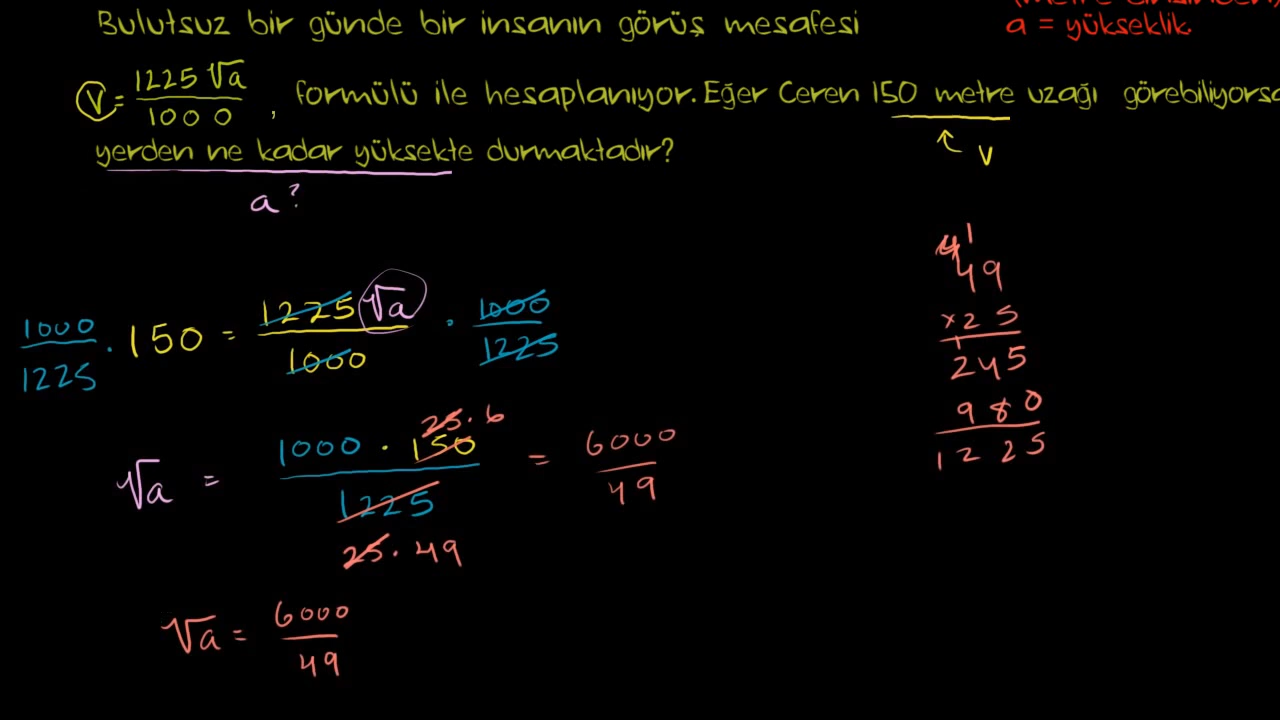 Bulutsuz bir günde bir insanın görüş mesafesi
a = yükseklik.
V = 1225 √a / 1000 , formülü ile hesaplanıyor. Eğer Ceren 150 metre uzağı görebiliyorsa
yerden ne kadar yüksekte durmaktadır?
V
a?
1000/1225 · 150 = 1225 √a / 1000 · 1000/1225
√a = 1000 · 150 / 1225 = 6000/49
25 · 6
25 · 49
√a = 6000/49
1
49
×25
1
245
980
1225